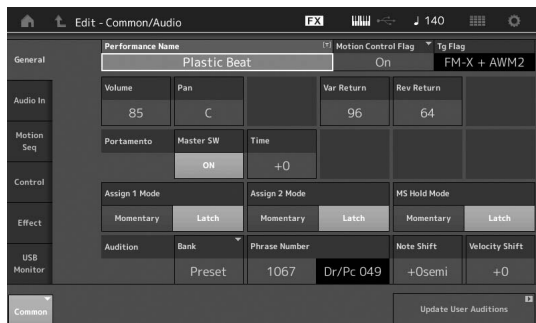 Edit - Common/Audio FX 140
Performance Name Motion Control Flag Tg Flag
Plastic Beat On FM-X + AWM2
General
Volume Pan Var Return Rev Return
85 C 96 64
Audio In
Portamento Master SW Time
ON +0
Motion
Seq
Control
Assign 1 Mode Assign 2 Mode MS Hold Mode
Momentary Latch Momentary Latch Momentary Latch
Effect
Audition Bank Phrase Number Note Shift Velocity Shift
Preset 1067 Dr/Pc 049 +0semi +0
USB
Monitor
Common Update User Auditions